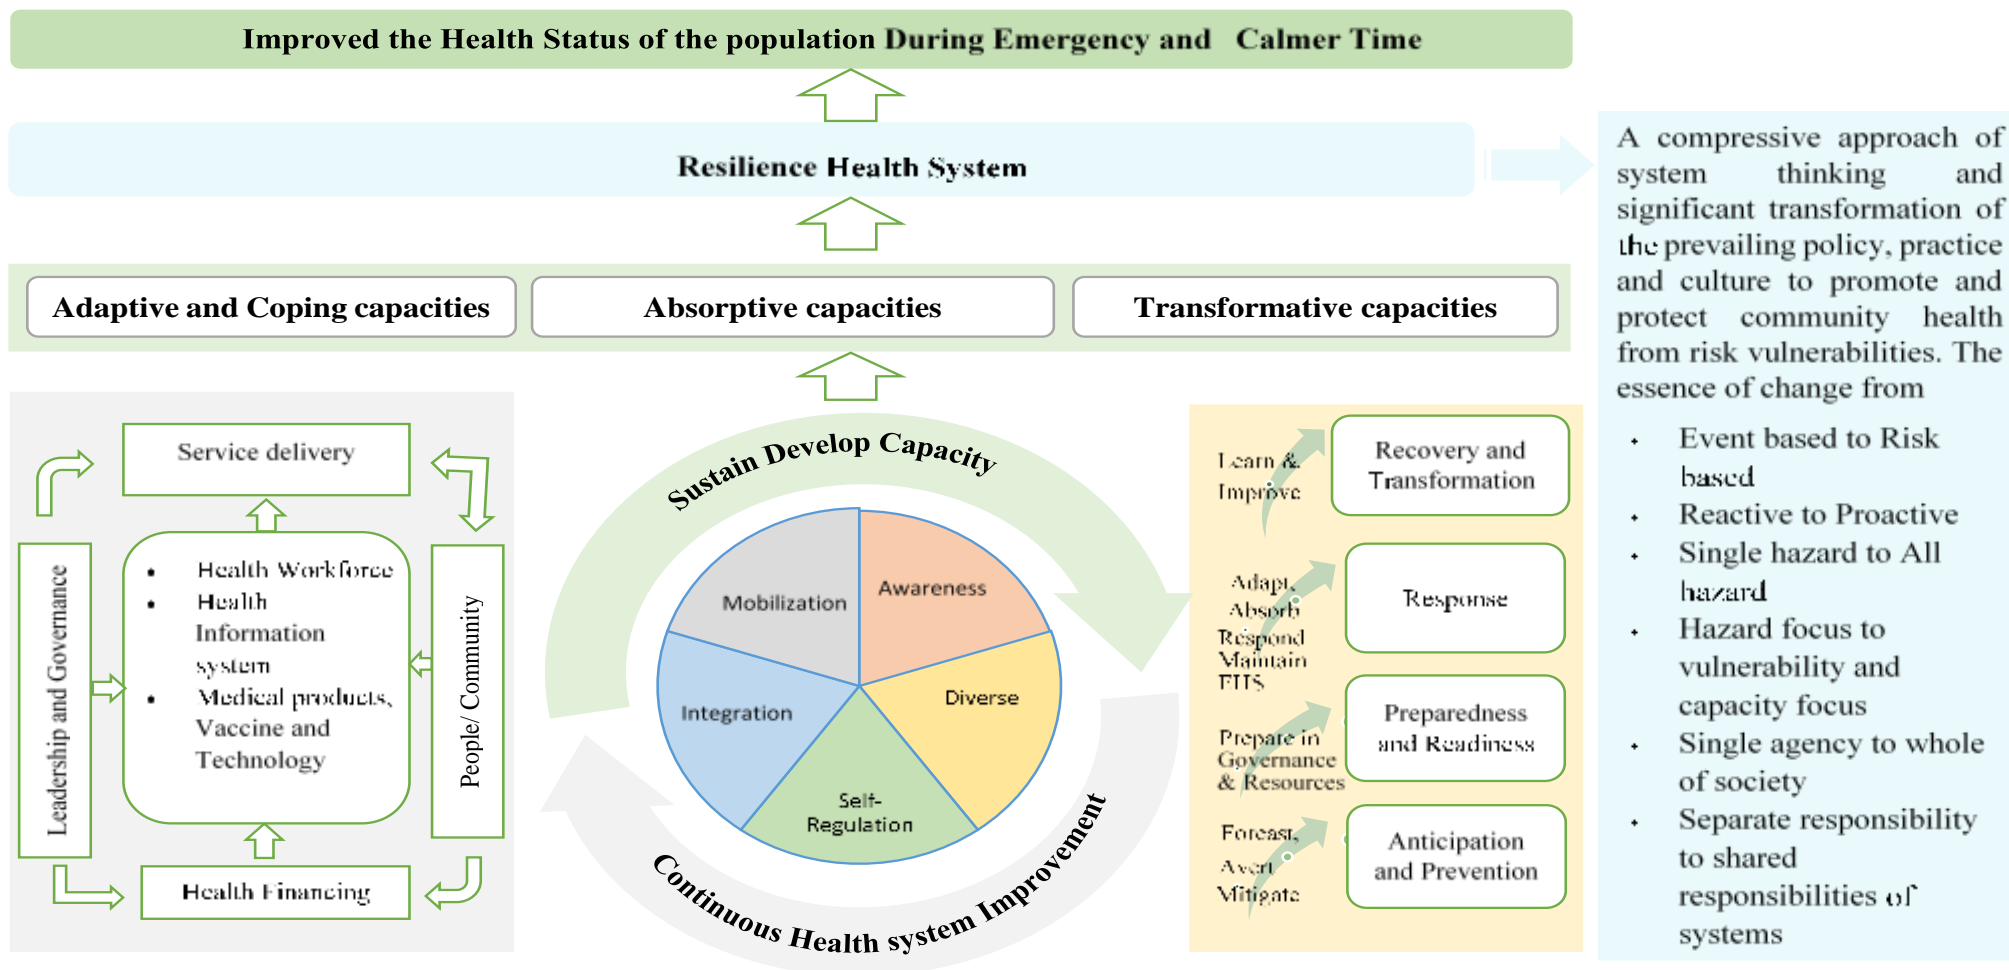 Improved the Health Status of the population During Emergency and Calmer Time
Resilience Health System
Adaptive and Coping capacities
Absorptive capacities
Transformative capacities
Service delivery
Leadership and Governance
• Health Workforce
• Health
Information
system
• Medical products,
Vaccine and
Technology
People/ Community
Health Financing
Sustain Develop Capacity
Mobilization
Awareness
Integration
Diverse
Self-
Regulation
Continuous Health system Improvement
Learn &
Improve
Recovery and
Transformation
Adapt,
Absorb
Respond
Maintain
EHS
Response
Prepare in
Governance
& Resources
Preparedness
and Readiness
Foreast,
Avert
Mitigate
Anticipation
and Prevention
A compressive approach of
system thinking and
significant transformation of
the prevailing policy, practice
and culture to promote and
protect community health
from risk vulnerabilities. The
essence of change from
• Event based to Risk
based
• Reactive to Proactive
• Single hazard to All
hazard
• Hazard focus to
vulnerability and
capacity focus
• Single agency to whole
of society
• Separate responsibility
to shared
responsibilities of
systems